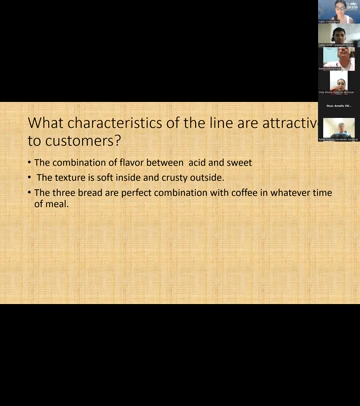 What characteristics of the line are attractiv
to customers?
• The combination of flavor between acid and sweet
• The texture is soft inside and crusty outside.
• The three bread are perfect combination with coffee in whatever time
of meal.